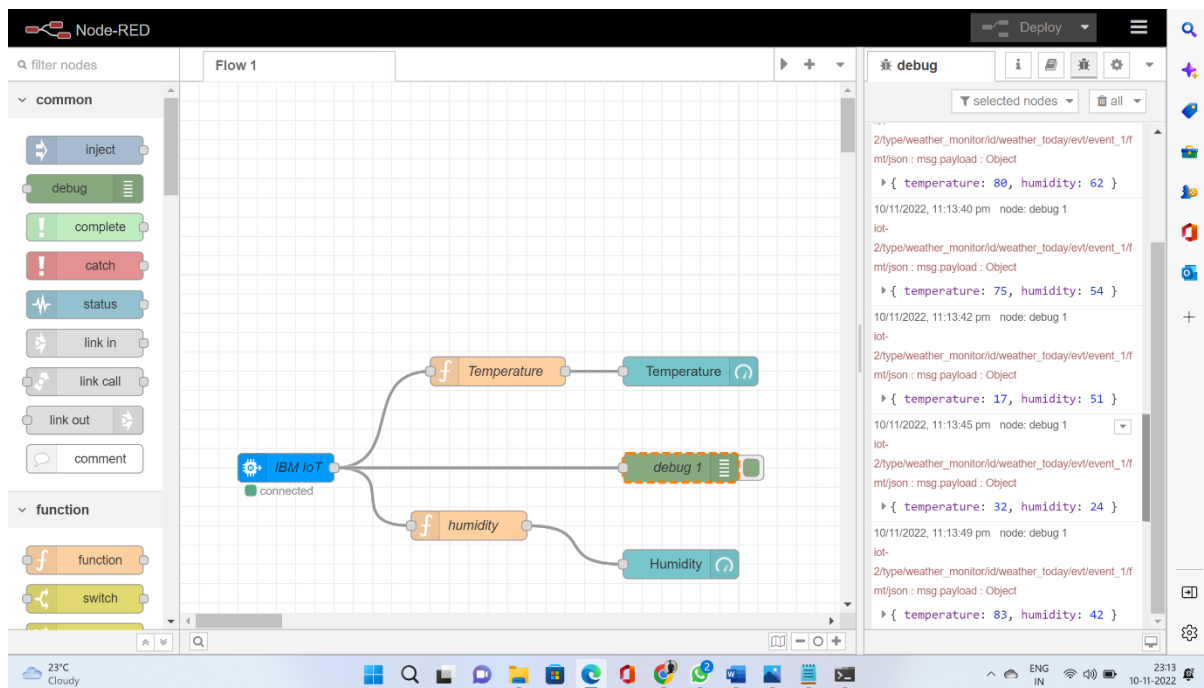 Node-RED
Deploy
filter nodes
common
inject
debug
complete
catch
status
link in
link call
link out
comment
function
function
switch
Flow 1
Temperature
Temperature
IBM IoT
connected
debug 1
humidity
Humidity
debug
i
selected nodes
all
2/type/weather_monitor/id/weather_today/evt/event_1/f
mt/json : msg.payload : Object
{ temperature: 80, humidity: 62 }
10/11/2022, 11:13:40 pm node: debug 1
iot-
2/type/weather_monitor/id/weather_today/evt/event_1/f
mt/json : msg.payload : Object
{ temperature: 75, humidity: 54 }
10/11/2022, 11:13:42 pm node: debug 1
iot-
2/type/weather_monitor/id/weather_today/evt/event_1/f
mt/json : msg.payload : Object
{ temperature: 17, humidity: 51 }
10/11/2022, 11:13:45 pm node: debug 1
iot-
2/type/weather_monitor/id/weather_today/evt/event_1/f
mt/json : msg.payload : Object
{ temperature: 32, humidity: 24 }
10/11/2022, 11:13:49 pm node: debug 1
iot-
2/type/weather_monitor/id/weather_today/evt/event_1/f
mt/json : msg.payload : Object
{ temperature: 83, humidity: 42 }
23°C
Cloudy
2
ENG
IN
23:13
10-11-2022